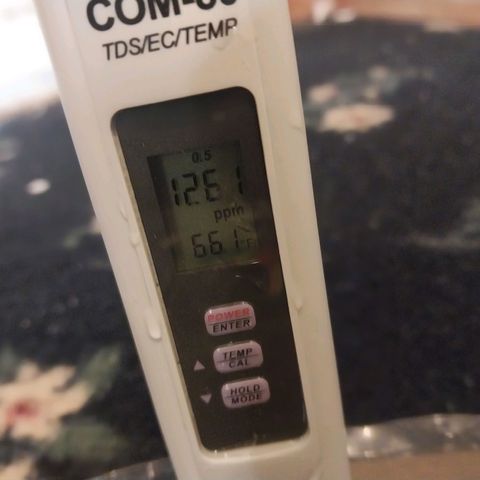 TDS/EC/TEMP
0.5
1261
ppm
66.1°F
POWER
ENTER
TEMP
CAL
HOLD
MODE